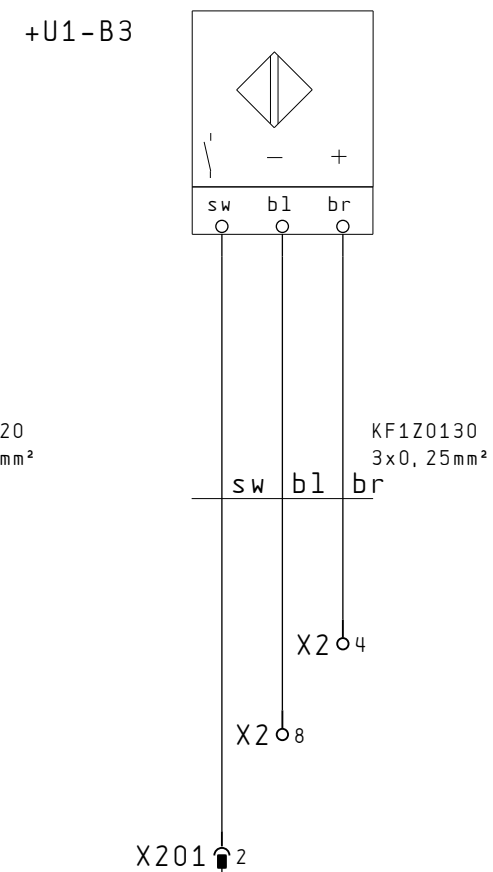 +U1-B3
- +
sw bl br
20
mm²
KF1Z0130
3x0,25mm²
sw bl br
X2 4
X2 8
X201 2